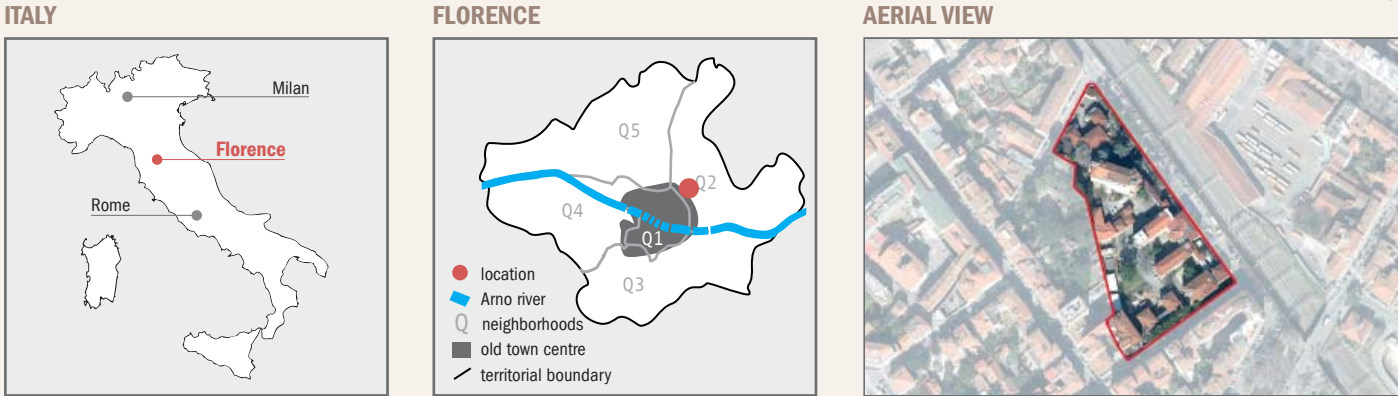 ITALY
Milan
Florence
Rome
FLORENCE
Q5
Q2
Q4
Q1
Q3
location
Arno river
Q neighborhoods
old town centre
territorial boundary
AERIAL VIEW